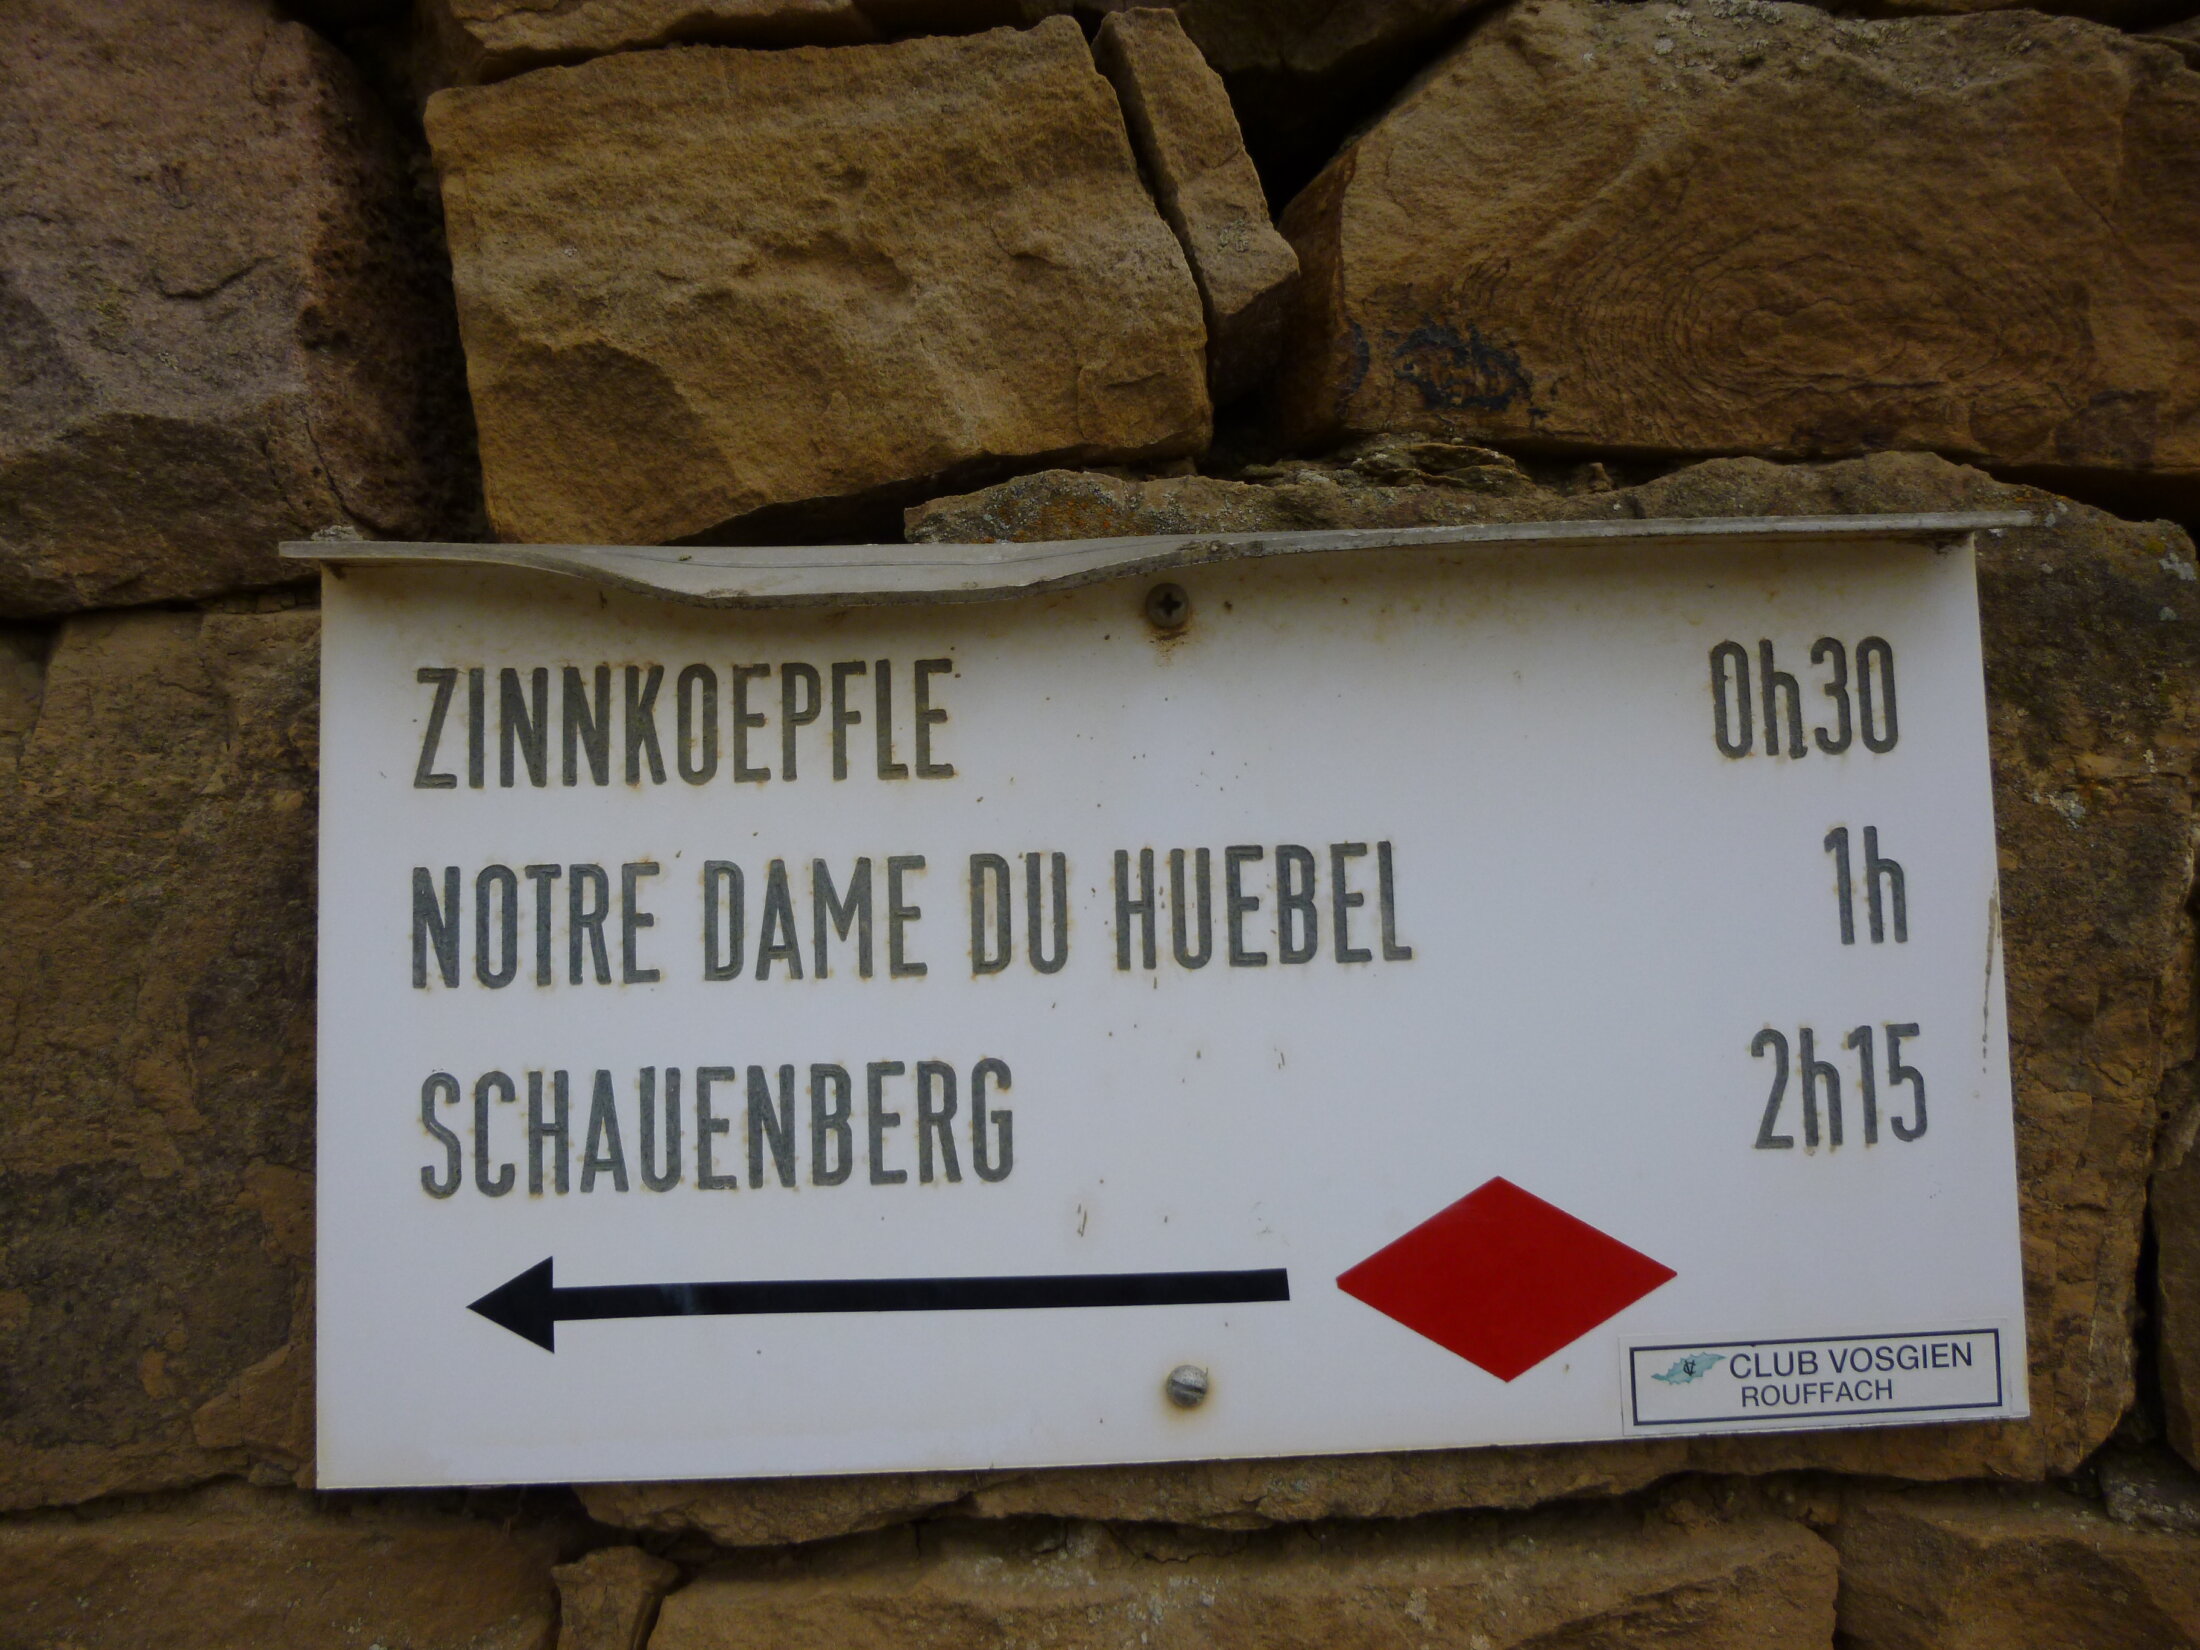 ZINNKOEPFLE 0h30
NOTRE DAME DU HUEBEL 1h
SCHAUENBERG 2h15
CLUB VOSGIEN
ROUFFACH